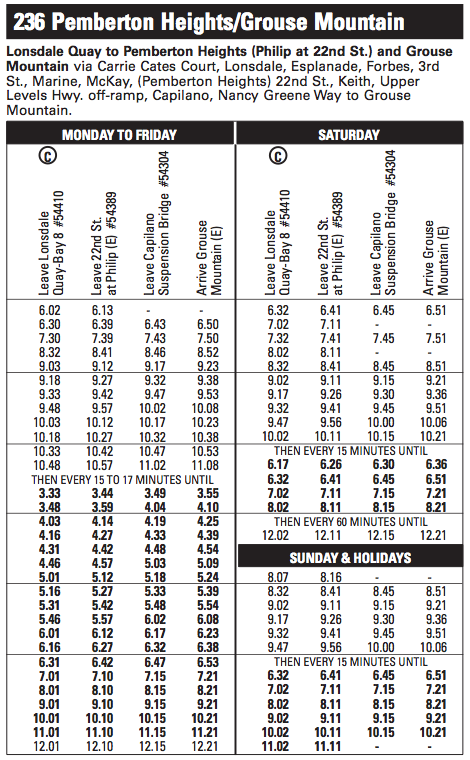 236 Pemberton Heights/Grouse Mountain
Lonsdale Quay to Pemberton Heights (Philip at 22nd St.) and Grouse
Mountain via Carrie Cates Court, Lonsdale, Esplanade, Forbes, 3rd
St., Marine, McKay, (Pemberton Heights) 22nd St., Keith, Upper
Levels Hwy. off-ramp, Capilano, Nancy Greene Way to Grouse
Mountain.
MONDAY TO FRIDAY
C
Leave Lonsdale
Quay-Bay 8 #54410
Leave 22nd St.
at Philip (E) #54389
Leave Capilano
Suspension Bridge #54304
Arrive Grouse
Mountain (E)
6.02 6.13 - -
6.30 6.39 6.43 6.50
7.30 7.39 7.43 7.50
8.32 8.41 8.46 8.52
9.03 9.12 9.17 9.23
9.18 9.27 9.32 9.38
9.33 9.42 9.47 9.53
9.48 9.57 10.02 10.08
10.03 10.12 10.17 10.23
10.18 10.27 10.32 10.38
10.33 10.42 10.47 10.53
10.48 10.57 11.02 11.08
THEN EVERY 15 TO 17 MINUTES UNTIL
3.33 3.44 3.49 3.55
3.48 3.59 4.04 4.10
4.03 4.14 4.19 4.25
4.16 4.27 4.33 4.39
4.31 4.42 4.48 4.54
4.46 4.57 5.03 5.09
5.01 5.12 5.18 5.24
5.16 5.27 5.33 5.39
5.31 5.42 5.48 5.54
5.46 5.57 6.02 6.08
6.01 6.12 6.17 6.23
6.16 6.27 6.32 6.38
6.31 6.42 6.47 6.53
7.01 7.10 7.15 7.21
8.01 8.10 8.15 8.21
9.01 9.10 9.15 9.21
10.01 10.10 10.15 10.21
11.01 11.10 11.15 11.21
12.01 12.10 12.15 12.21
SATURDAY
C
Leave Lonsdale
Quay-Bay 8 #54410
Leave 22nd St.
at Philip (E) #54389
Leave Capilano
Suspension Bridge #54304
Arrive Grouse
Mountain (E)
6.32 6.41 6.45 6.51
7.02 7.11 - -
7.32 7.41 7.45 7.51
8.02 8.11 - -
8.32 8.41 8.45 8.51
9.02 9.11 9.15 9.21
9.17 9.26 9.30 9.36
9.32 9.41 9.45 9.51
9.47 9.56 10.00 10.06
10.02 10.11 10.15 10.21
THEN EVERY 15 MINUTES UNTIL
6.17 6.26 6.30 6.36
6.32 6.41 6.45 6.51
7.02 7.11 7.15 7.21
8.02 8.11 8.15 8.21
THEN EVERY 60 MINUTES UNTIL
12.02 12.11 12.15 12.21
SUNDAY & HOLIDAYS
8.07 8.16 - -
8.32 8.41 8.45 8.51
9.02 9.11 9.15 9.21
9.17 9.26 9.30 9.36
9.32 9.41 9.45 9.51
9.47 9.56 10.00 10.06
THEN EVERY 15 MINUTES UNTIL
6.32 6.41 6.45 6.51
7.02 7.11 7.15 7.21
8.02 8.11 8.15 8.21
9.02 9.11 9.15 9.21
10.02 10.11 10.15 10.21
11.02 11.11 - -